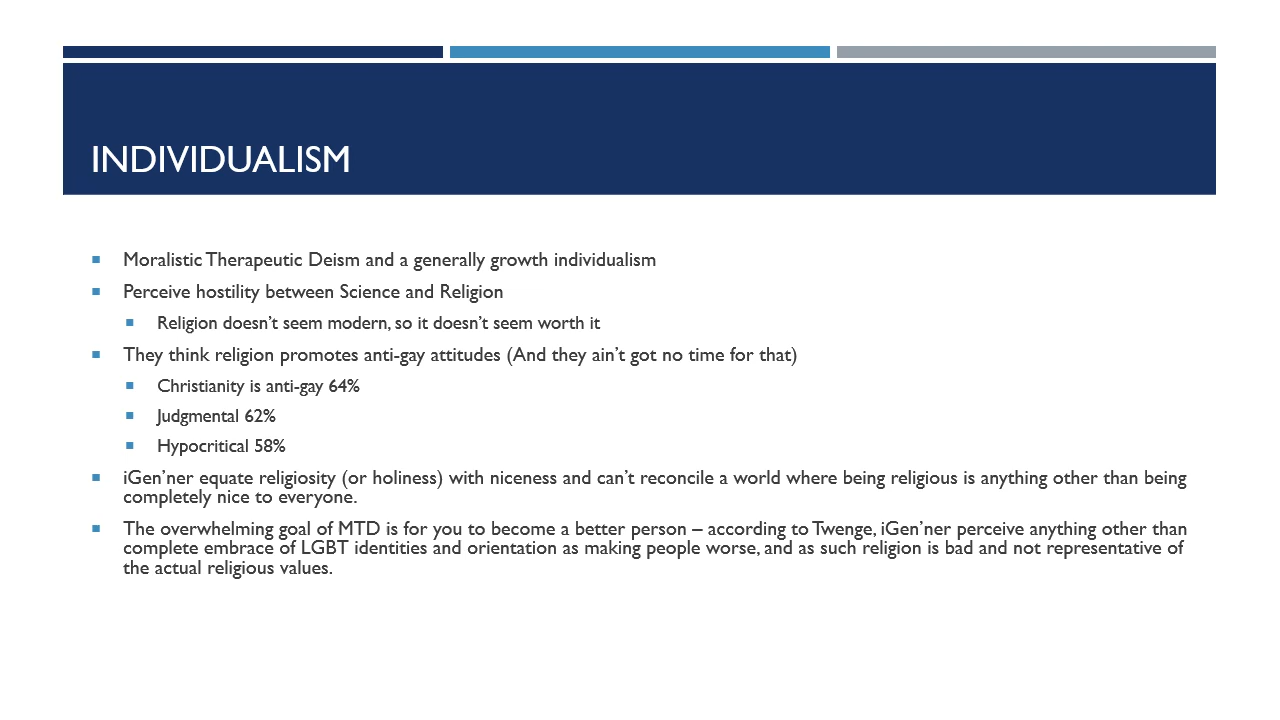 INDIVIDUALISM
Moralistic Therapeutic Deism and a generally growth individualism
Perceive hostility between Science and Religion
Religion doesn’t seem modern, so it doesn’t seem worth it
They think religion promotes anti-gay attitudes (And they ain’t got no time for that)
Christianity is anti-gay 64%
Judgmental 62%
Hypocritical 58%
iGen’ner equate religiosity (or holiness) with niceness and can’t reconcile a world where being religious is anything other than being
completely nice to everyone.
The overwhelming goal of MTD is for you to become a better person – according to Twenge, iGen’ner perceive anything other than
complete embrace of LGBT identities and orientation as making people worse, and as such religion is bad and not representative of
the actual religious values.